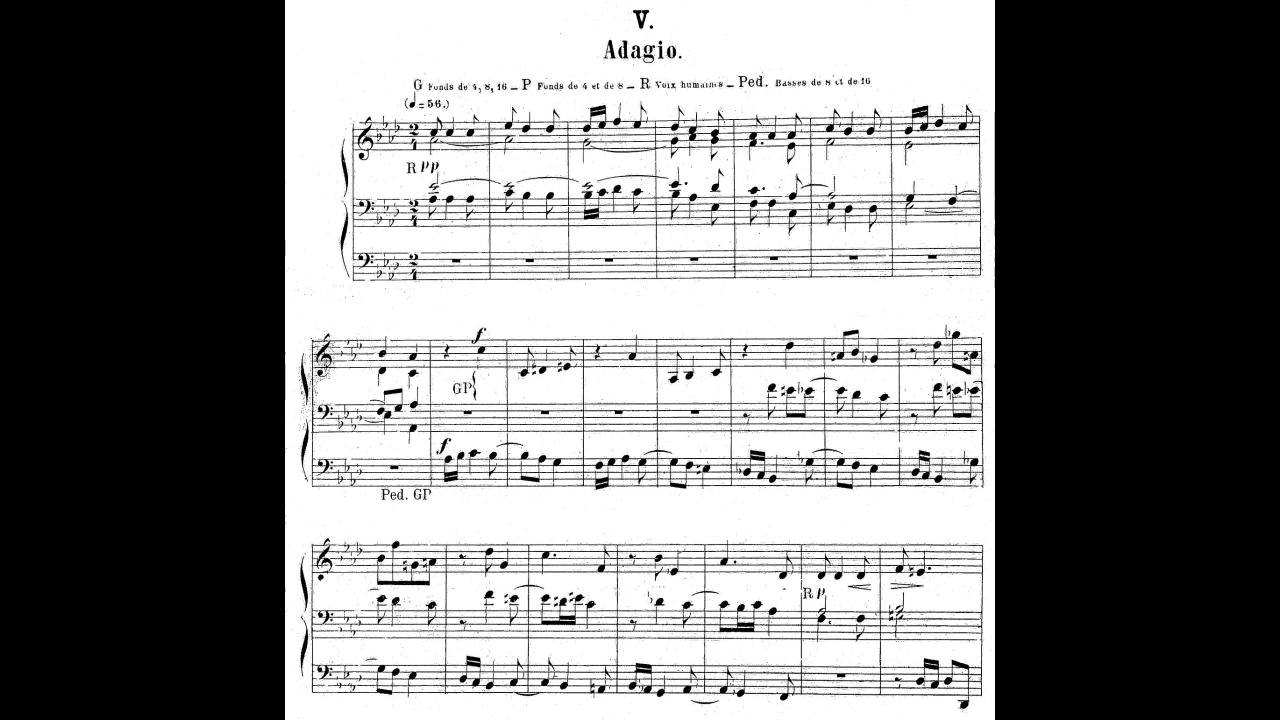 V.
Adagio.
G Fonds de 4, 8, 16 _ P Fonds de 4 et de 8 _ R Voix humaines _ Ped. Basses de 8 et de 16
(♩=56.)
R pp
f
GP
f
Ped. GP
R p